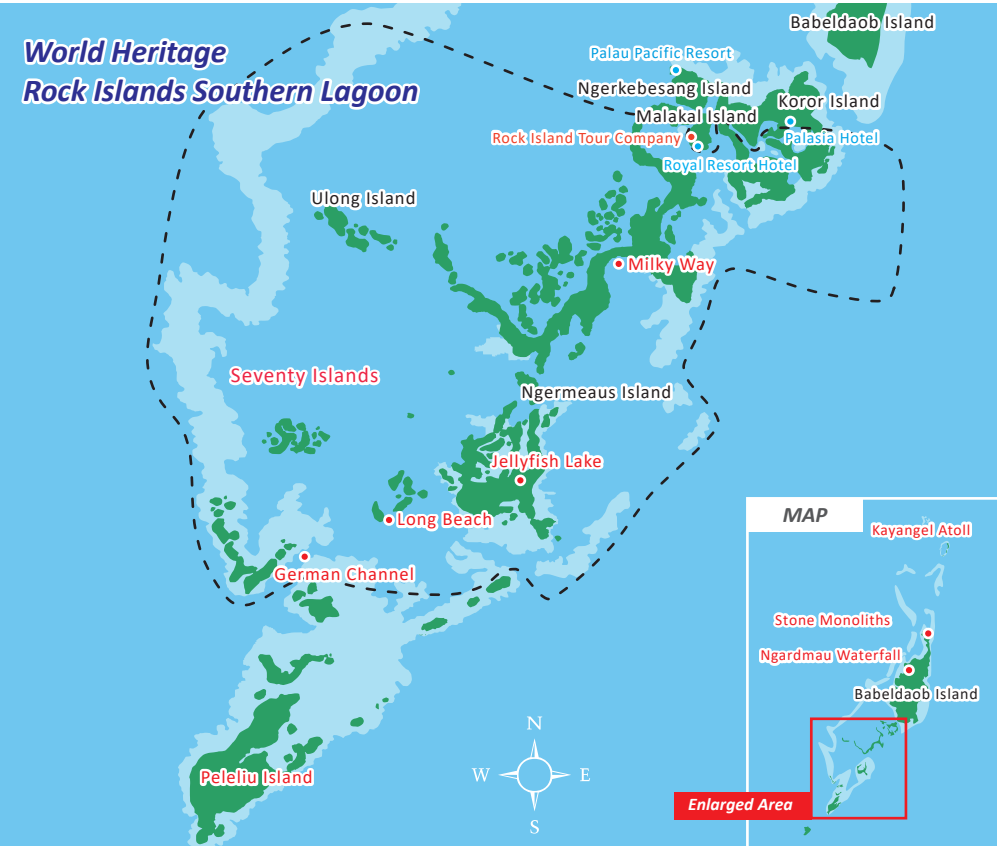 World Heritage
Rock Islands Southern Lagoon
Babeldaob Island
Palau Pacific Resort
Ngerkebesang Island
Koror Island
Malakal Island
Rock Island Tour Company
Palasia Hotel
Royal Resort Hotel
Ulong Island
Milky Way
Seventy Islands
Ngermeaus Island
Jellyfish Lake
Long Beach
German Channel
Peleliu Island
N
W
E
S
MAP
Kayangel Atoll
Stone Monoliths
Ngardmau Waterfall
Babeldaob Island
Enlarged Area